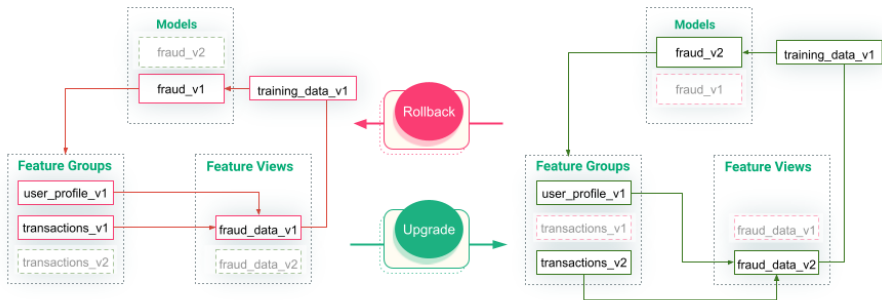 Models
fraud_v2
fraud_v1
training_data_v1
Feature Groups
user_profile_v1
transactions_v1
transactions_v2
Feature Views
fraud_data_v1
fraud_data_v2
Rollback
Upgrade
Models
fraud_v2
fraud_v1
training_data_v1
Feature Groups
user_profile_v1
transactions_v1
transactions_v2
Feature Views
fraud_data_v1
fraud_data_v2